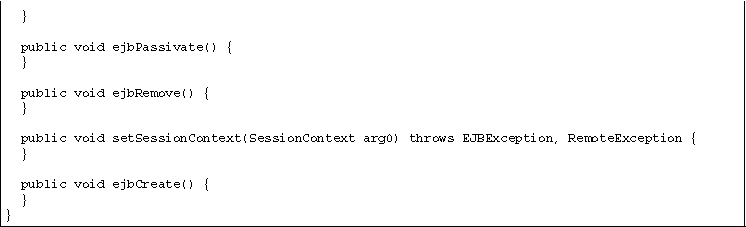 }

  public void ejbPassivate() {
  }

  public void ejbRemove() {
  }

  public void setSessionContext(SessionContext arg0) throws EJBException, RemoteException {
  }

  public void ejbCreate() {
  }
}